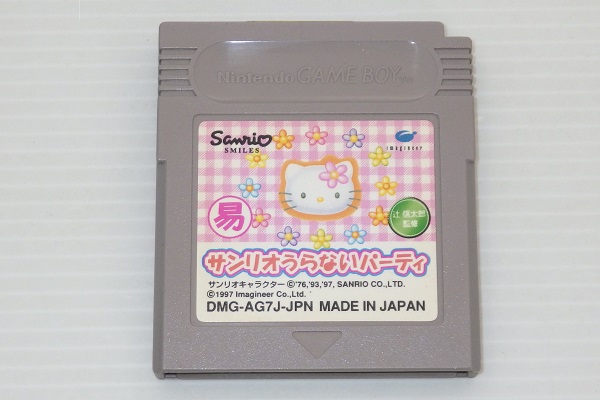 Nintendo GAME BOY
Sanrio
SMILES
imagineer
易
辻 信太郎
監修
サンリオうらないパーティ
サンリオキャラクター ©'76,'93,'97, SANRIO CO., LTD.
©1997 Imagineer Co., Ltd.
DMG-AG7J-JPN MADE IN JAPAN